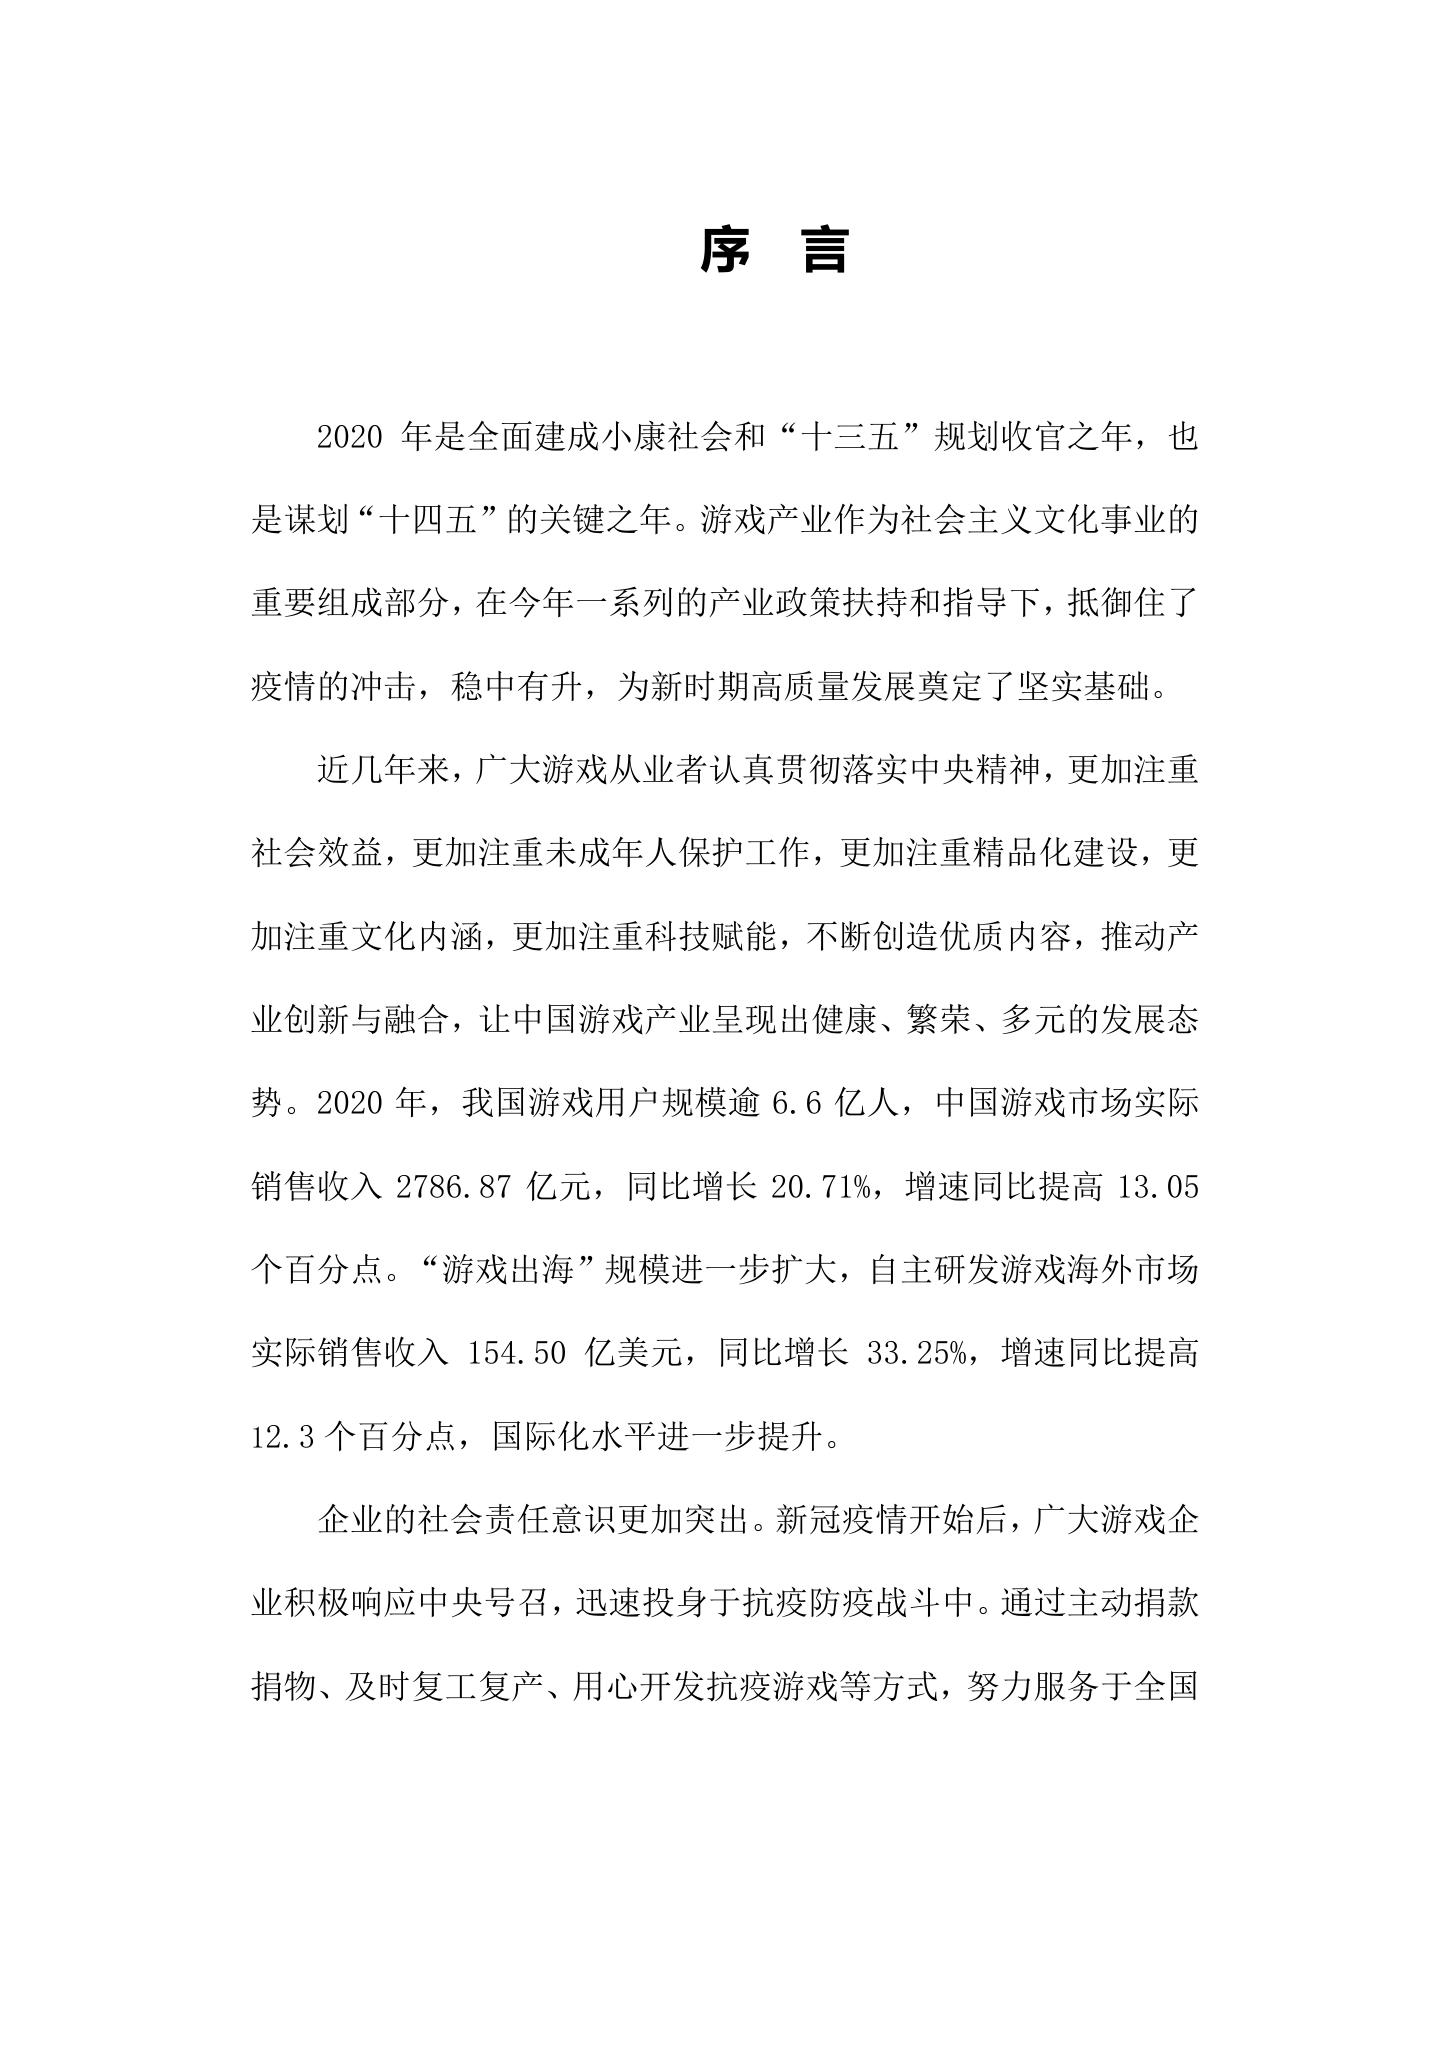 序 言
2020 年是全面建成小康社会和“十三五”规划收官之年，也
是谋划“十四五”的关键之年。游戏产业作为社会主义文化事业的
重要组成部分，在今年一系列的产业政策扶持和指导下，抵御住了
疫情的冲击，稳中有升，为新时期高质量发展奠定了坚实基础。
近几年来，广大游戏从业者认真贯彻落实中央精神，更加注重
社会效益，更加注重未成年人保护工作，更加注重精品化建设，更
加注重文化内涵，更加注重科技赋能，不断创造优质内容，推动产
业创新与融合，让中国游戏产业呈现出健康、繁荣、多元的发展态
势。2020 年，我国游戏用户规模逾 6.6 亿人，中国游戏市场实际
销售收入 2786.87 亿元，同比增长 20.71%，增速同比提高 13.05
个百分点。“游戏出海”规模进一步扩大，自主研发游戏海外市场
实际销售收入 154.50 亿美元，同比增长 33.25%，增速同比提高
12.3 个百分点，国际化水平进一步提升。
企业的社会责任意识更加突出。新冠疫情开始后，广大游戏企
业积极响应中央号召，迅速投身于抗疫防疫战斗中。通过主动捐款
捐物、及时复工复产、用心开发抗疫游戏等方式，努力服务于全国